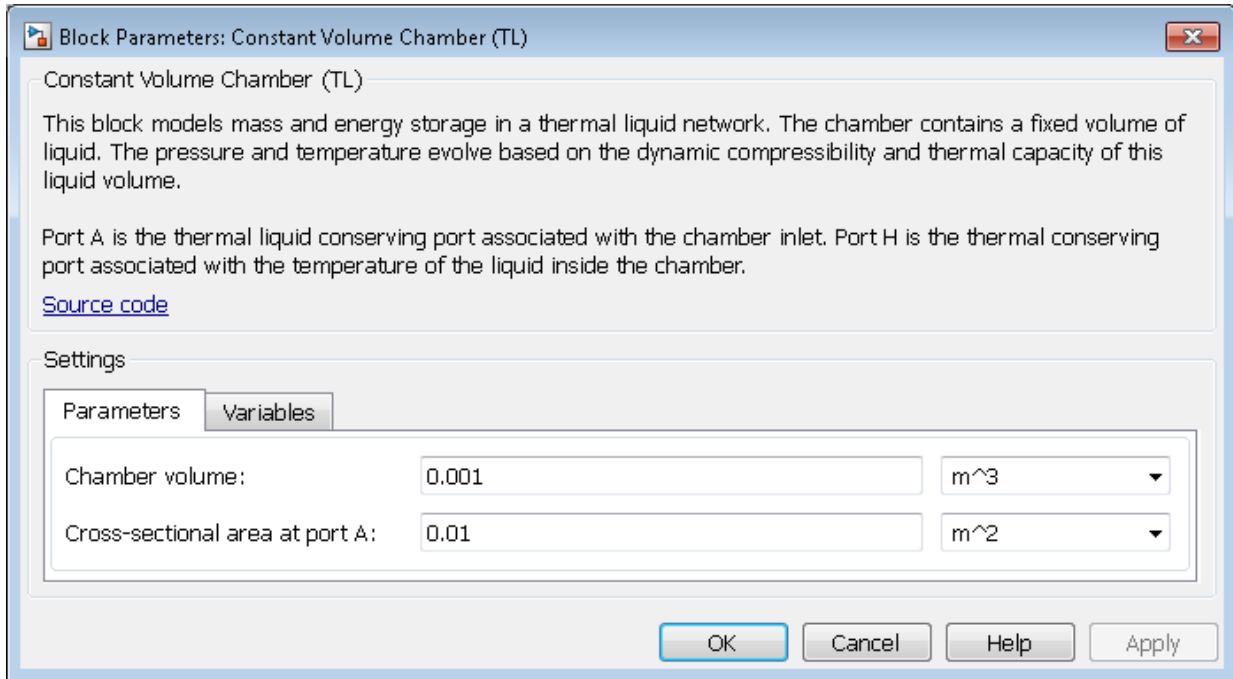 Block Parameters: Constant Volume Chamber (TL)
Constant Volume Chamber (TL)
This block models mass and energy storage in a thermal liquid network. The chamber contains a fixed volume of
liquid. The pressure and temperature evolve based on the dynamic compressibility and thermal capacity of this
liquid volume.
Port A is the thermal liquid conserving port associated with the chamber inlet. Port H is the thermal conserving
port associated with the temperature of the liquid inside the chamber.
Source code
Settings
Parameters Variables
Chamber volume: 0.001 m^3
Cross-sectional area at port A: 0.01 m^2
OK Cancel Help Apply